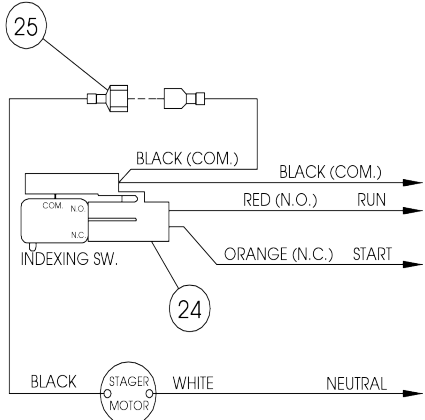 25
BLACK (COM.)
BLACK (COM.)
RED (N.O.) RUN
COM. N.O.
N.C.
ORANGE (N.C.) START
INDEXING SW.
24
BLACK STAGER MOTOR WHITE NEUTRAL